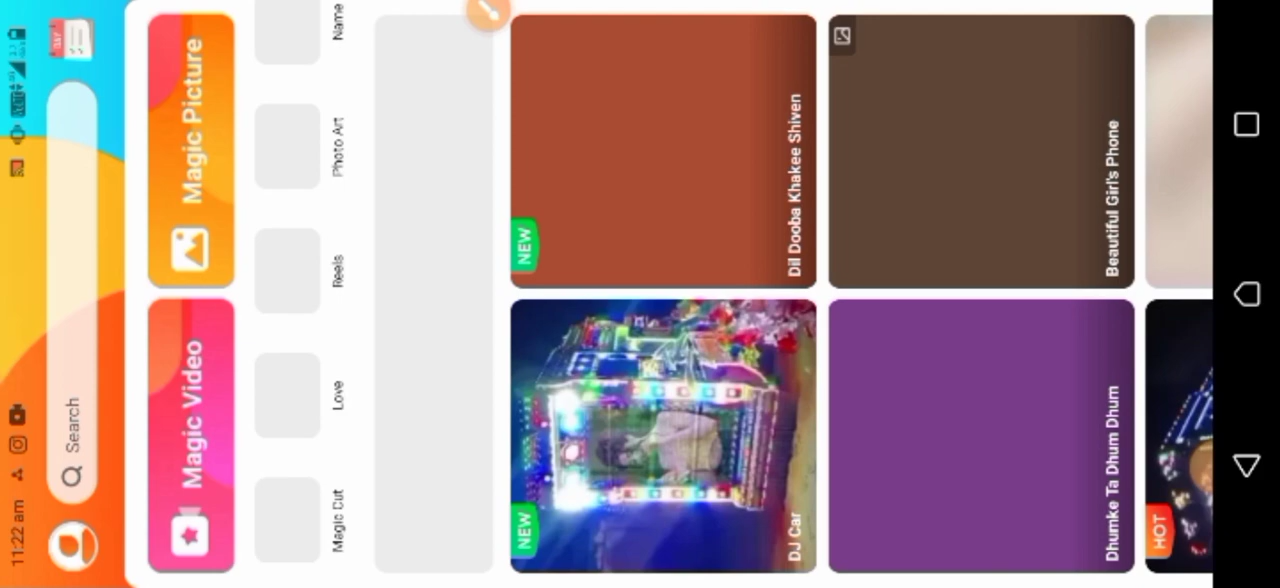 11:22 am
Search
Magic Video
Magic Picture
Magic Cut
Love
Reels
Photo Art
Name
NEW
DJ Car
NEW
Dil Dooba Khakee Shiven
Dhumke Ta Dhum Dhum
Beautiful Girl's Phone
HOT